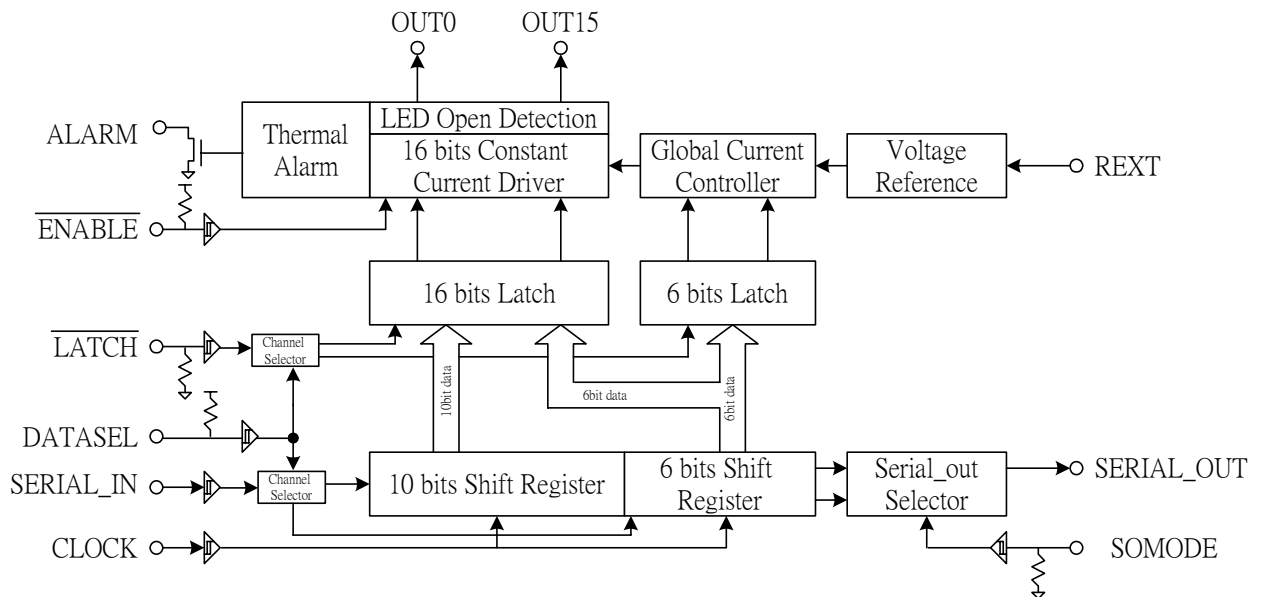 OUT0
OUT15
ALARM
Thermal
Alarm
LED Open Detection
16 bits Constant
Current Driver
Global Current
Controller
Voltage
Reference
REXT
ENABLE
16 bits Latch
6 bits Latch
LATCH
Channel
Selector
10bit data
6bit data
6bit data
DATASEL
SERIAL_IN
Channel
Selector
10 bits Shift Register
6 bits Shift
Register
Serial_out
Selector
SERIAL_OUT
CLOCK
SOMODE